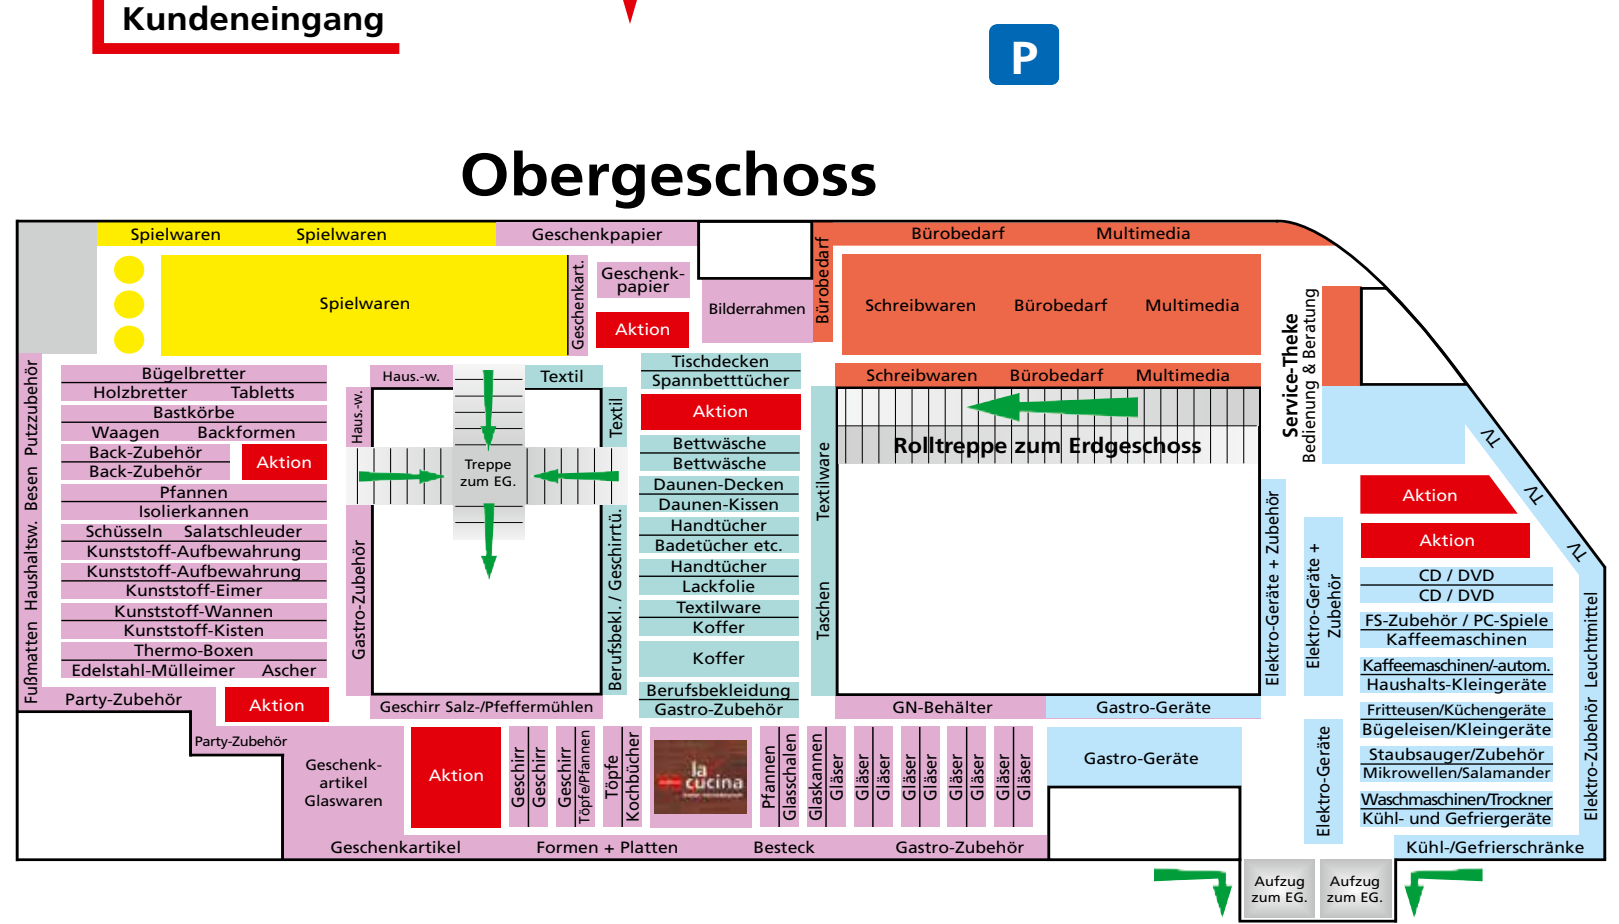 Kundeneingang
P
Obergeschoss
Spielwaren
Spielwaren
Geschenkpapier
Bürobedarf
Multimedia
Spielwaren
Geschenkart.
Geschenk-
papier
Aktion
Bilderrahmen
Bürobedarf
Schreibwaren
Bürobedarf
Multimedia
Service-Theke
Bedienung & Beratung
Schreibwaren
Bürobedarf
Multimedia
Rolltreppe zum Erdgeschoss
Fußmatten Haushaltsw. Besen Putzzubehör
Bügelbretter
Holzbretter Tabletts
Bastkörbe
Waagen Backformen
Back-Zubehör
Back-Zubehör
Aktion
Pfannen
Isolierkannen
Schüsseln Salatschleuder
Kunststoff-Aufbewahrung
Kunststoff-Aufbewahrung
Kunststoff-Eimer
Kunststoff-Wannen
Kunststoff-Kisten
Thermo-Boxen
Edelstahl-Mülleimer Ascher
Party-Zubehör
Aktion
Party-Zubehör
Haus.-w.
Textil
Haus.-w.
Textil
Treppe
zum EG.
Gastro-Zubehör
Berufsbekl. / Geschirrtü.
Geschirr Salz-/Pfeffermühlen
Tischdecken
Spannbetttücher
Aktion
Bettwäsche
Bettwäsche
Daunen-Decken
Daunen-Kissen
Handtücher
Badetücher etc.
Handtücher
Lackfolie
Textilware
Koffer
Koffer
Berufsbekleidung
Gastro-Zubehör
Taschen Textilware
GN-Behälter
Gastro-Geräte
Gastro-Geräte
Elektro-Geräte + Zubehör
Elektro-Geräte +
Zubehör
Elektro-Geräte
TV
TV
TV
Aktion
Aktion
CD / DVD
CD / DVD
FS-Zubehör / PC-Spiele
Kaffeemaschinen
Kaffeemaschinen/-autom.
Haushalts-Kleingeräte
Fritteusen/Küchengeräte
Bügeleisen/Kleingeräte
Staubsauger/Zubehör
Mikrowellen/Salamander
Waschmaschinen/Trockner
Kühl- und Gefriergeräte
Elektro-Zubehör Leuchtmittel
Kühl-/Gefrierschränke
Geschenk-
artikel
Glaswaren
Aktion
Geschirr
Geschirr
Geschirr
Töpfe/Pfannen
Töpfe
Kochbücher
la
cucina
Pfannen
Glasschalen
Glaskannen
Gläser
Gläser
Gläser
Gläser
Gläser
Gläser
Gläser
Gläser
Gläser
Geschenkartikel
Formen + Platten
Besteck
Gastro-Zubehör
Aufzug
zum EG.
Aufzug
zum EG.